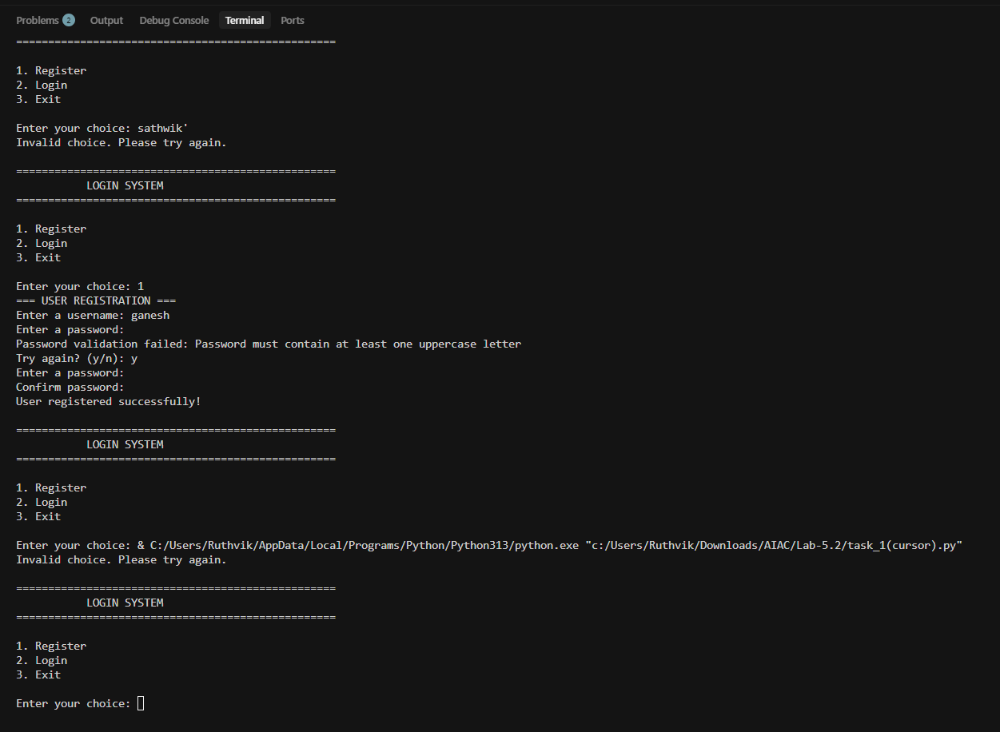 Problems 2 Output Debug Console Terminal Ports
==================================================
1. Register
2. Login
3. Exit
Enter your choice: sathwik'
Invalid choice. Please try again.
==================================================
LOGIN SYSTEM
==================================================
1. Register
2. Login
3. Exit
Enter your choice: 1
=== USER REGISTRATION ===
Enter a username: ganesh
Enter a password:
Password validation failed: Password must contain at least one uppercase letter
Try again? (y/n): y
Enter a password:
Confirm password:
User registered successfully!
==================================================
LOGIN SYSTEM
==================================================
1. Register
2. Login
3. Exit
Enter your choice: & C:/Users/Ruthvik/AppData/Local/Programs/Python/Python313/python.exe "c:/Users/Ruthvik/Downloads/AIAC/Lab-5.2/task_1(cursor).py"
Invalid choice. Please try again.
==================================================
LOGIN SYSTEM
==================================================
1. Register
2. Login
3. Exit
Enter your choice: